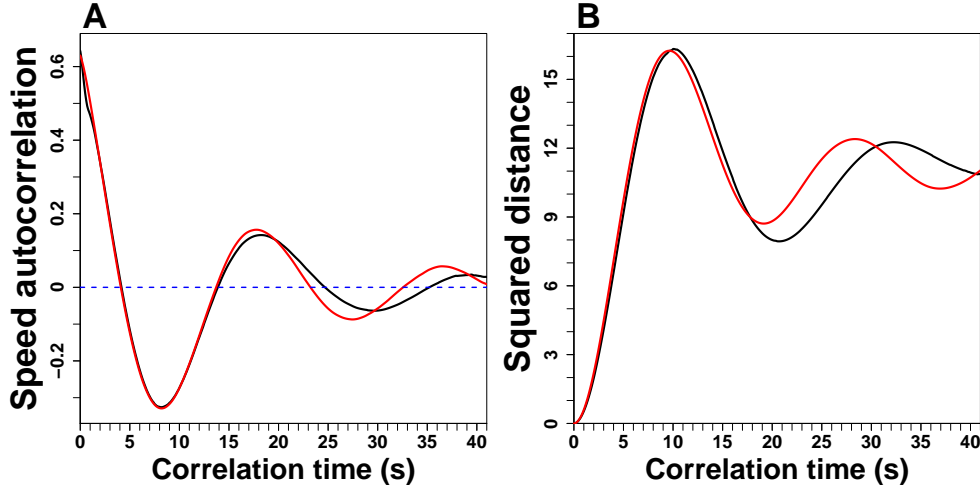 A
Speed autocorrelation
0.6
0.4
0.2
0
−0.2
0 5 10 15 20 25 30 35 40
Correlation time (s)
B
Squared distance
15
12
9
6
3
0
0 5 10 15 20 25 30 35 40
Correlation time (s)